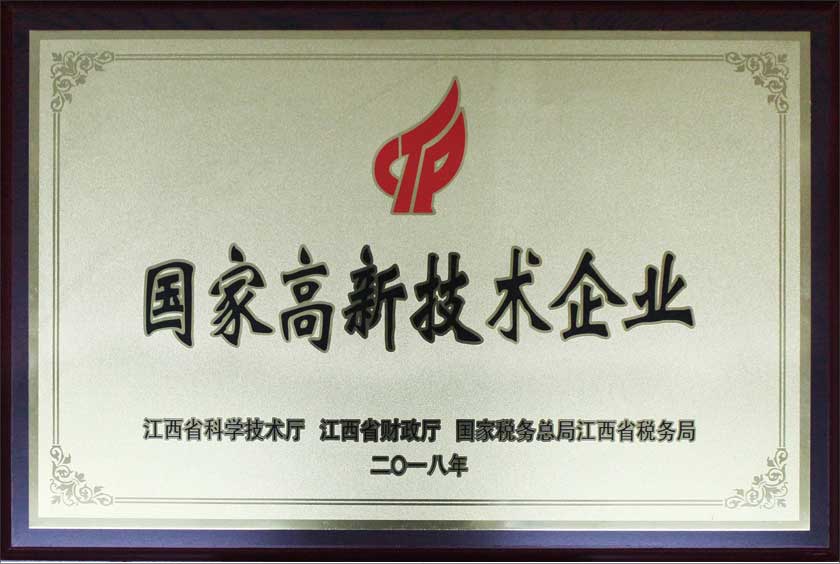 CTP
国家高新技术企业
江西省科学技术厅 江西省财政厅 国家税务总局江西省税务局
二〇一八年